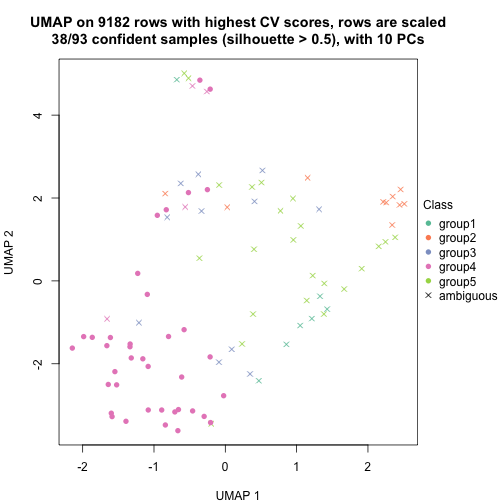 UMAP on 9182 rows with highest CV scores, rows are scaled
38/93 confident samples (silhouette > 0.5), with 10 PCs
4
2
0
-2
UMAP 2
-2
-1
0
1
2
UMAP 1
Class
group1
group2
group3
group4
group5
ambiguous